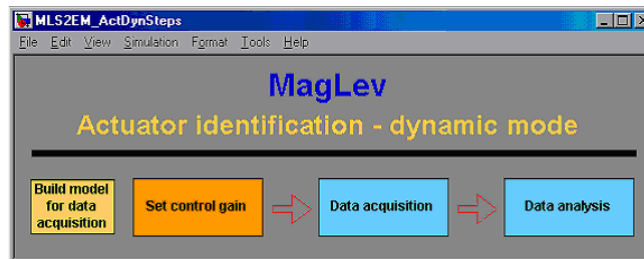 MLS2EM_ActDynSteps
File Edit View Simulation Format Tools Help
MagLev
Actuator identification - dynamic mode
Build model
for data
acquisition
Set control gain
Data acquisition
Data analysis